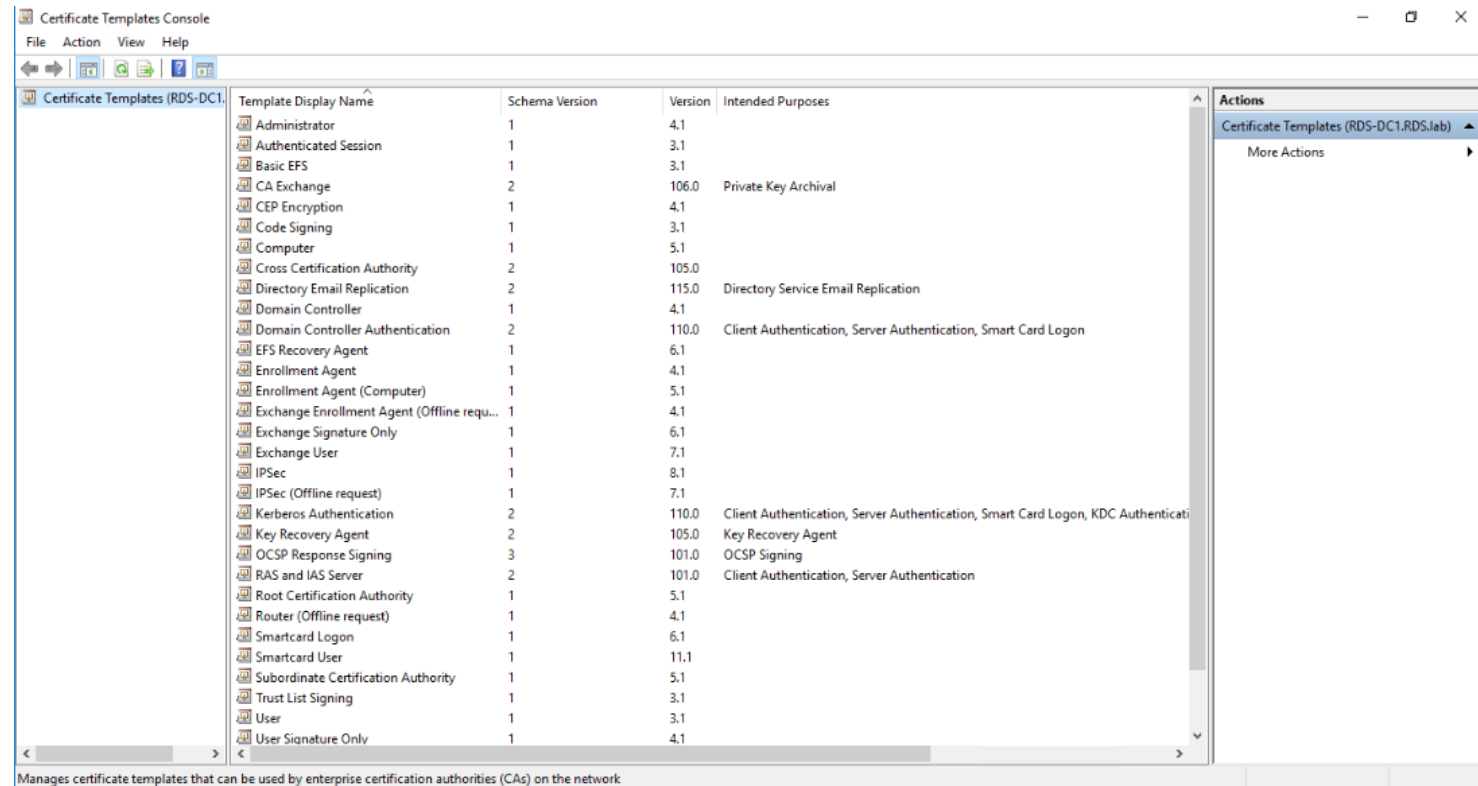 Certificate Templates Console
File Action View Help
Certificate Templates (RDS-DC1.
Template Display Name Schema Version Version Intended Purposes
Administrator 1 4.1
Authenticated Session 1 3.1
Basic EFS 1 3.1
CA Exchange 2 106.0 Private Key Archival
CEP Encryption 1 4.1
Code Signing 1 3.1
Computer 1 5.1
Cross Certification Authority 2 105.0
Directory Email Replication 2 115.0 Directory Service Email Replication
Domain Controller 1 4.1
Domain Controller Authentication 2 110.0 Client Authentication, Server Authentication, Smart Card Logon
EFS Recovery Agent 1 6.1
Enrollment Agent 1 4.1
Enrollment Agent (Computer) 1 5.1
Exchange Enrollment Agent (Offline requ... 1 4.1
Exchange Signature Only 1 6.1
Exchange User 1 7.1
IPSec 1 8.1
IPSec (Offline request) 1 7.1
Kerberos Authentication 2 110.0 Client Authentication, Server Authentication, Smart Card Logon, KDC Authenticati
Key Recovery Agent 2 105.0 Key Recovery Agent
OCSP Response Signing 3 101.0 OCSP Signing
RAS and IAS Server 2 101.0 Client Authentication, Server Authentication
Root Certification Authority 1 5.1
Router (Offline request) 1 4.1
Smartcard Logon 1 6.1
Smartcard User 1 11.1
Subordinate Certification Authority 1 5.1
Trust List Signing 1 3.1
User 1 3.1
User Signature Only 1 4.1
Actions
Certificate Templates (RDS-DC1.RDS.lab)
More Actions
Manages certificate templates that can be used by enterprise certification authorities (CAs) on the network